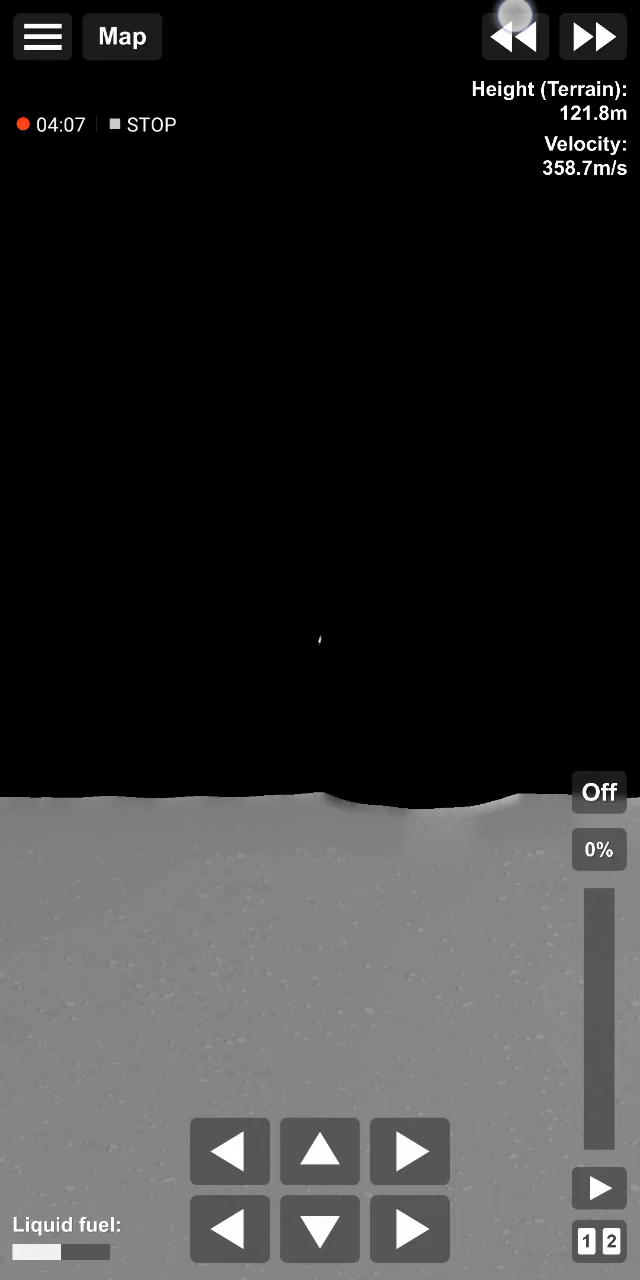 Map
Height (Terrain):
121.8m
04:07
STOP
Velocity:
358.7m/s
Off
0%
Liquid fuel:
1 2